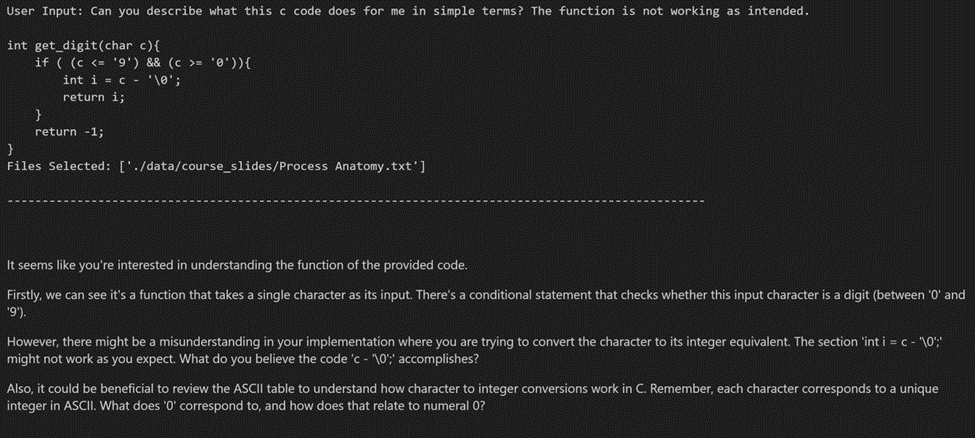 User Input: Can you describe what this c code does for me in simple terms? The function is not working as intended.
int get_digit(char c){
    if ( (c <= '9') && (c >= '0')){
        int i = c - '\0';
        return i;
    }
    return -1;
}
Files Selected: ['./data/course_slides/Process Anatomy.txt']
----------------------------------------------------------------------------------------------------
It seems like you're interested in understanding the function of the provided code.
Firstly, we can see it's a function that takes a single character as its input. There's a conditional statement that checks whether this input character is a digit (between '0' and
'9').
However, there might be a misunderstanding in your implementation where you are trying to convert the character to its integer equivalent. The section 'int i = c - '\0';'
might not work as you expect. What do you believe the code 'c - '\0';' accomplishes?
Also, it could be beneficial to review the ASCII table to understand how character to integer conversions work in C. Remember, each character corresponds to a unique
integer in ASCII. What does '0' correspond to, and how does that relate to numeral 0?